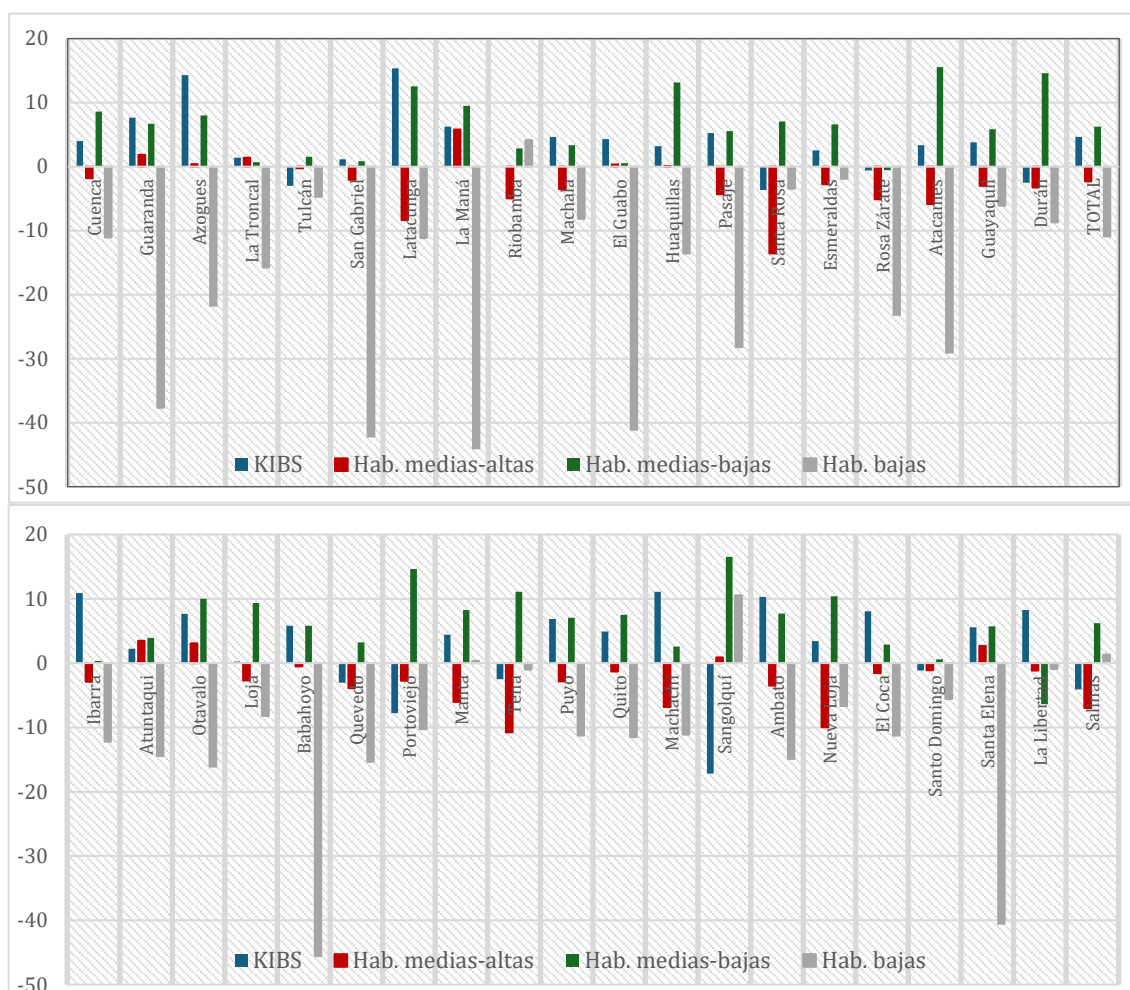 20
10
0
-10
-20
-30
-40
-50
Cuenca
Guaranda
Azogues
La Troncal
Tulcán
San Gabriel
Latacunga
La Maná
Riobamba
Machala
El Guabo
Huaquillas
Pasaje
Santa Rosa
Esmeraldas
Rosa Zárate
Atacames
Guayaquil
Durán
TOTAL
KIBS Hab. medias-altas Hab. medias-bajas Hab. bajas
20
10
0
-10
-20
-30
-40
-50
Ibarra
Atuntaqui
Otavalo
Loja
Babahoyo
Quevedo
Portoviejo
Manta
Tena
Puyo
Quito
Machachi
Sangolquí
Ambato
Nueva Loja
El Coca
Santo Domingo
Santa Elena
La Libertad
Salinas
KIBS Hab. medias-altas Hab. medias-bajas Hab. bajas